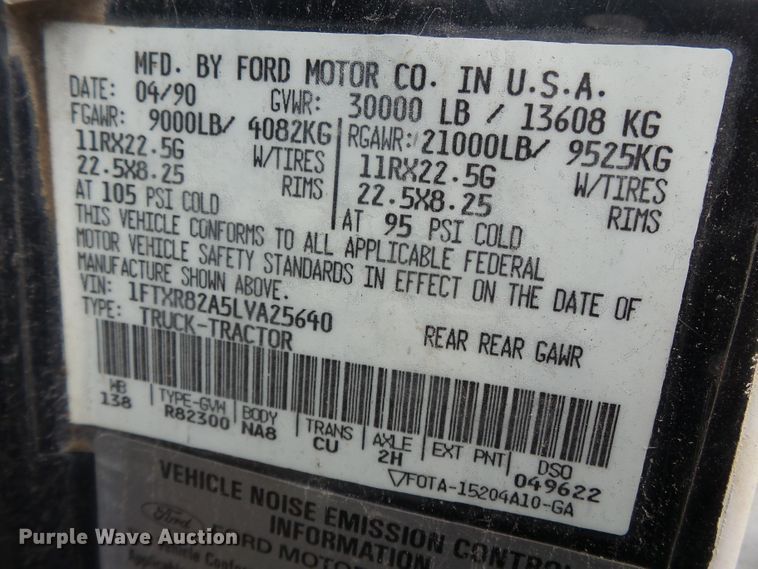 MFD. BY FORD MOTOR CO. IN U.S.A.
DATE: 04/90 GVWR: 30000 LB / 13608 KG
FGAWR: 9000LB/ 4082KG RGAWR: 21000LB/ 9525KG
11RX22.5G W/TIRES 11RX22.5G W/TIRES
22.5X8.25 RIMS 22.5X8.25 RIMS
AT 105 PSI COLD AT 95 PSI COLD
THIS VEHICLE CONFORMS TO ALL APPLICABLE FEDERAL
MOTOR VEHICLE SAFETY STANDARDS IN EFFECT ON THE DATE OF
MANUFACTURE SHOWN ABOVE.
VIN: 1FTXR82A5LVA25640
TYPE: TRUCK-TRACTOR REAR REAR GAWR
WB TYPE-GVW BODY TRANS AXLE EXT PNT DSO
138 R82300 NA8 CU 2H 049622
FOTA-15204A10-GA
VEHICLE NOISE EMISSION CONTROL
INFORMATION
Ford FORD MOTOR
Vehicle
Purple Wave Auction